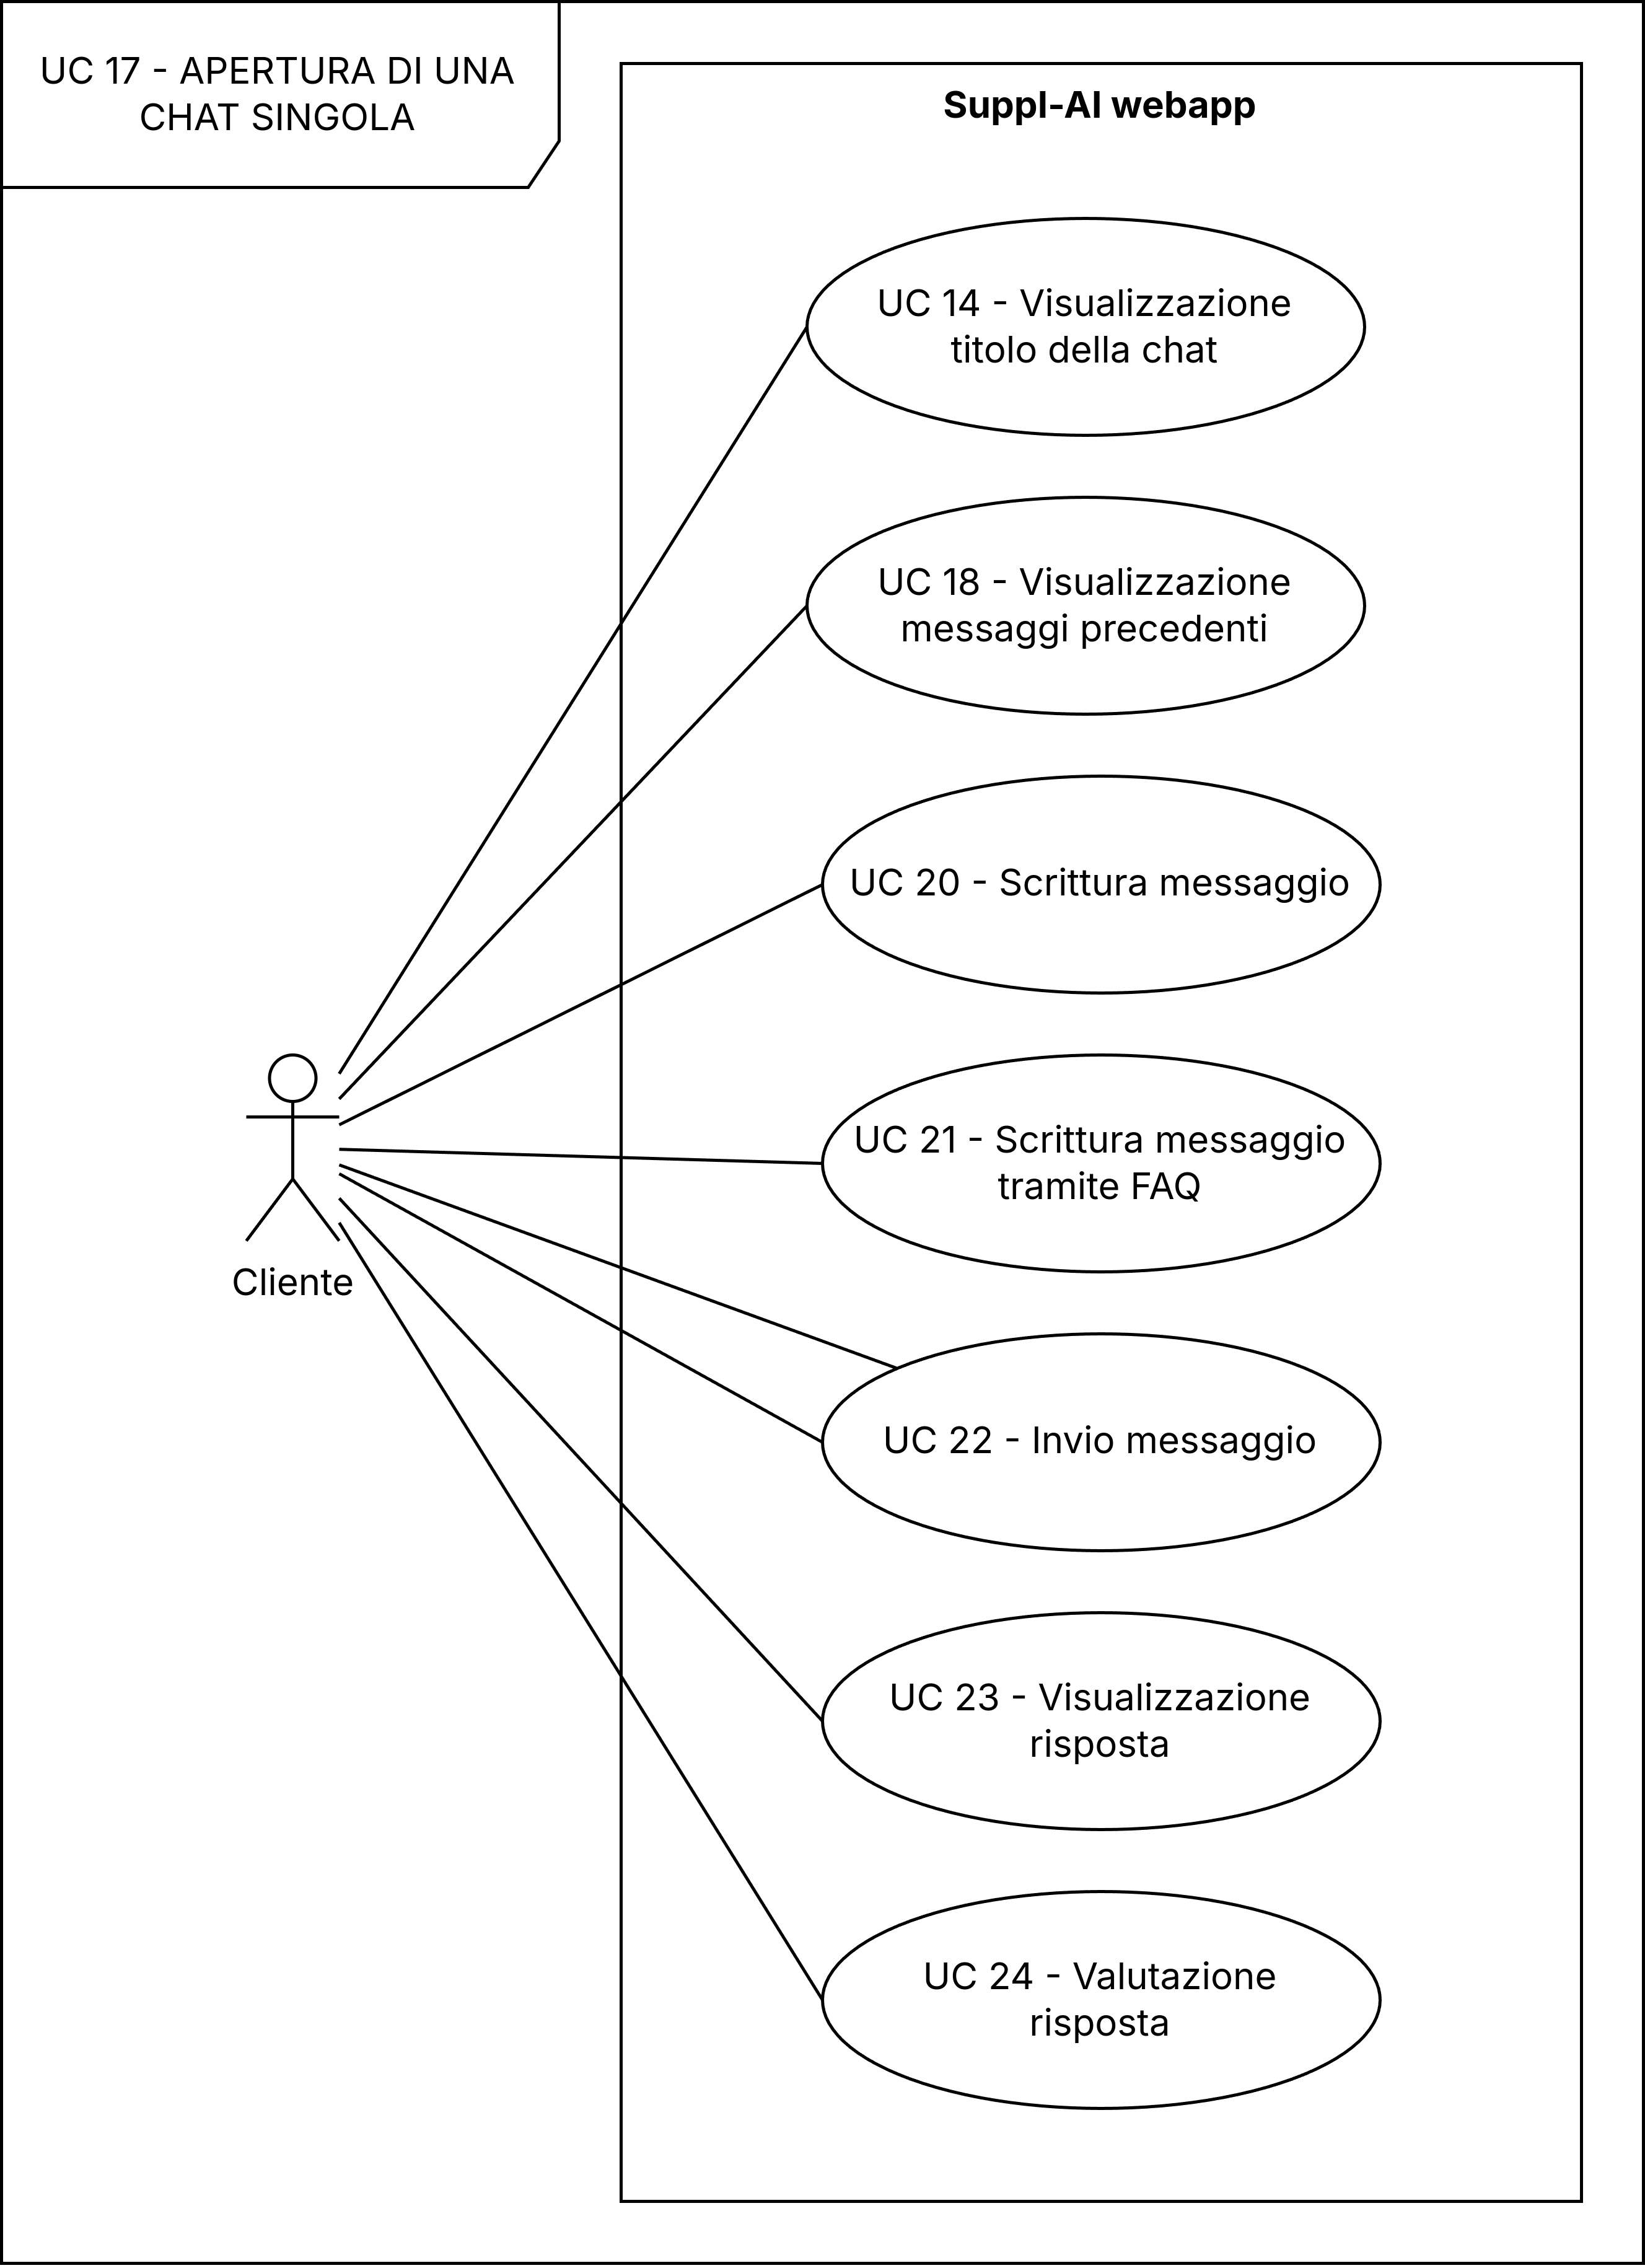 UC 17 - APERTURA DI UNA
CHAT SINGOLA
Suppl-AI webapp
UC 14 - Visualizzazione
titolo della chat
UC 18 - Visualizzazione
messaggi precedenti
UC 20 - Scrittura messaggio
UC 21 - Scrittura messaggio
tramite FAQ
Cliente
UC 22 - Invio messaggio
UC 23 - Visualizzazione
risposta
UC 24 - Valutazione
risposta